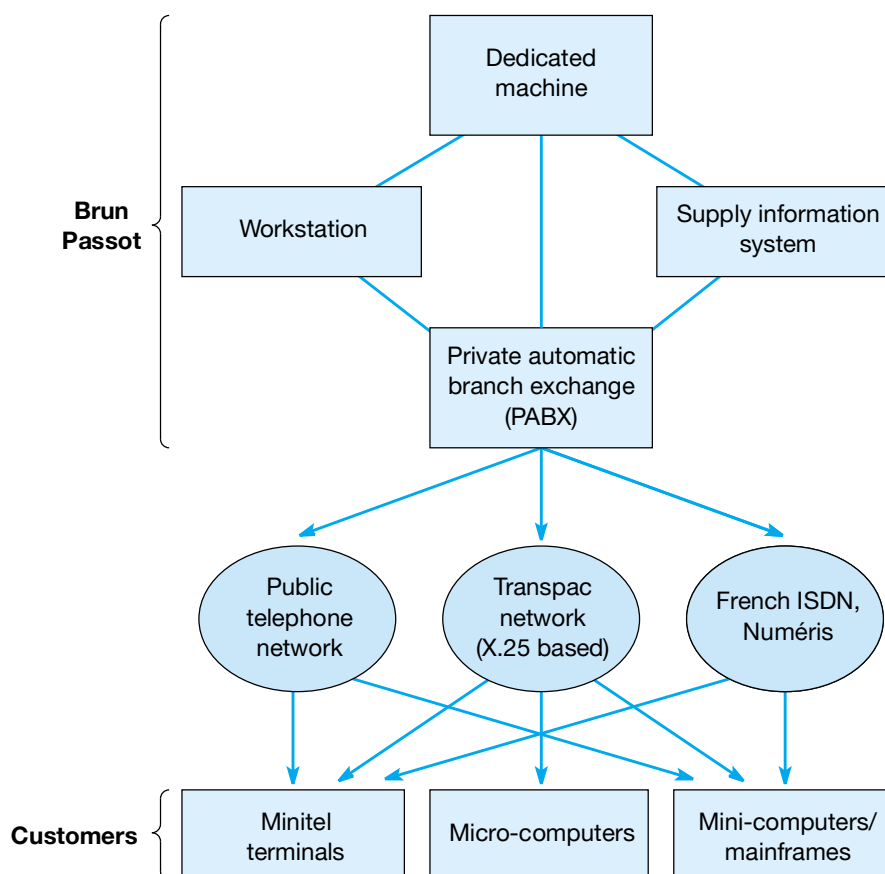 Dedicated
machine
Brun
Passot
Workstation
Supply information
system
Private automatic
branch exchange
(PABX)
Public
telephone
network
Transpac
network
(X.25 based)
French ISDN,
Numéris
Customers
Minitel
terminals
Micro-computers
Mini-computers/
mainframes